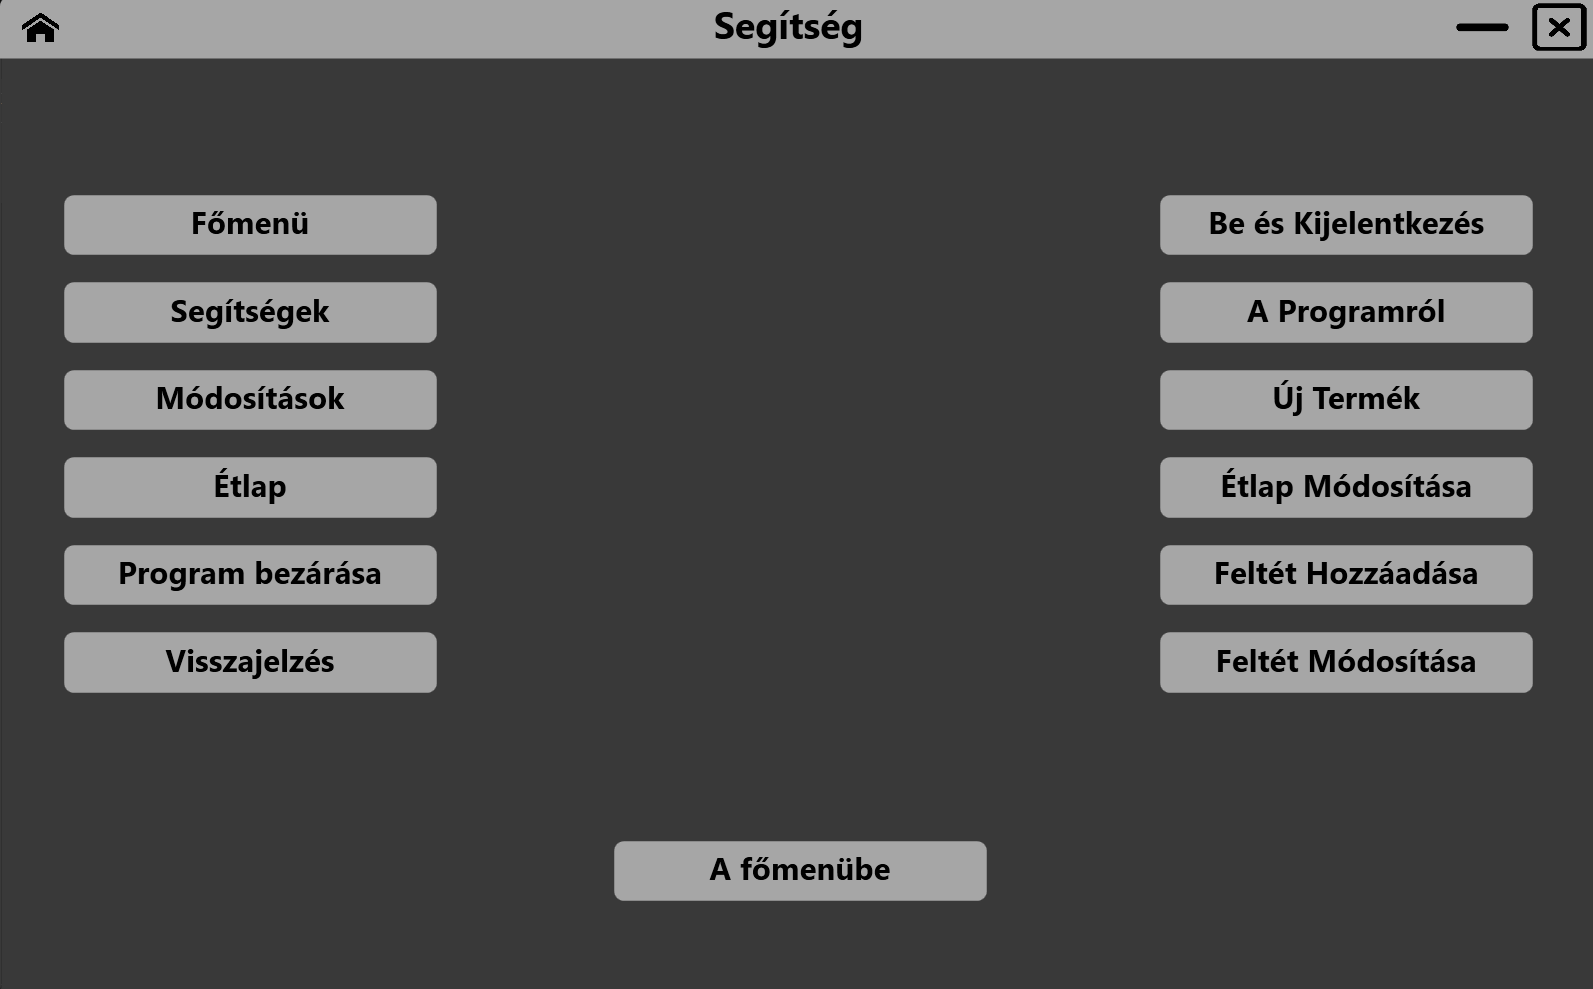 Segítség
Főmenü
Segítségek
Módosítások
Étlap
Program bezárása
Visszajelzés
Be és Kijelentkezés
A Programról
Új Termék
Étlap Módosítása
Feltét Hozzáadása
Feltét Módosítása
A főmenübe